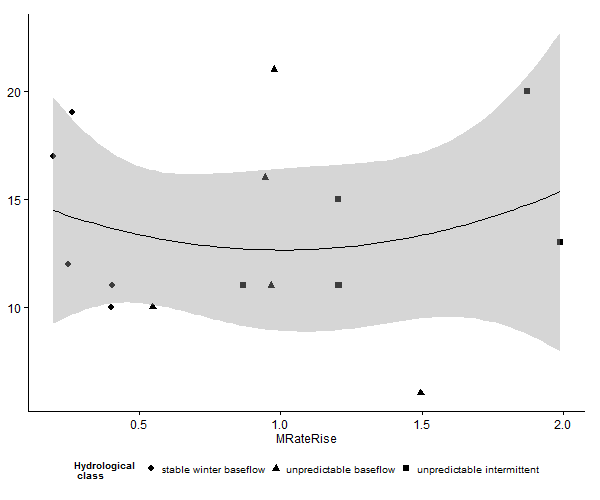 20
15
10
0.5 1.0 1.5 2.0
MRateRise
Hydrological
class
stable winter baseflow unpredictable baseflow unpredictable intermittent